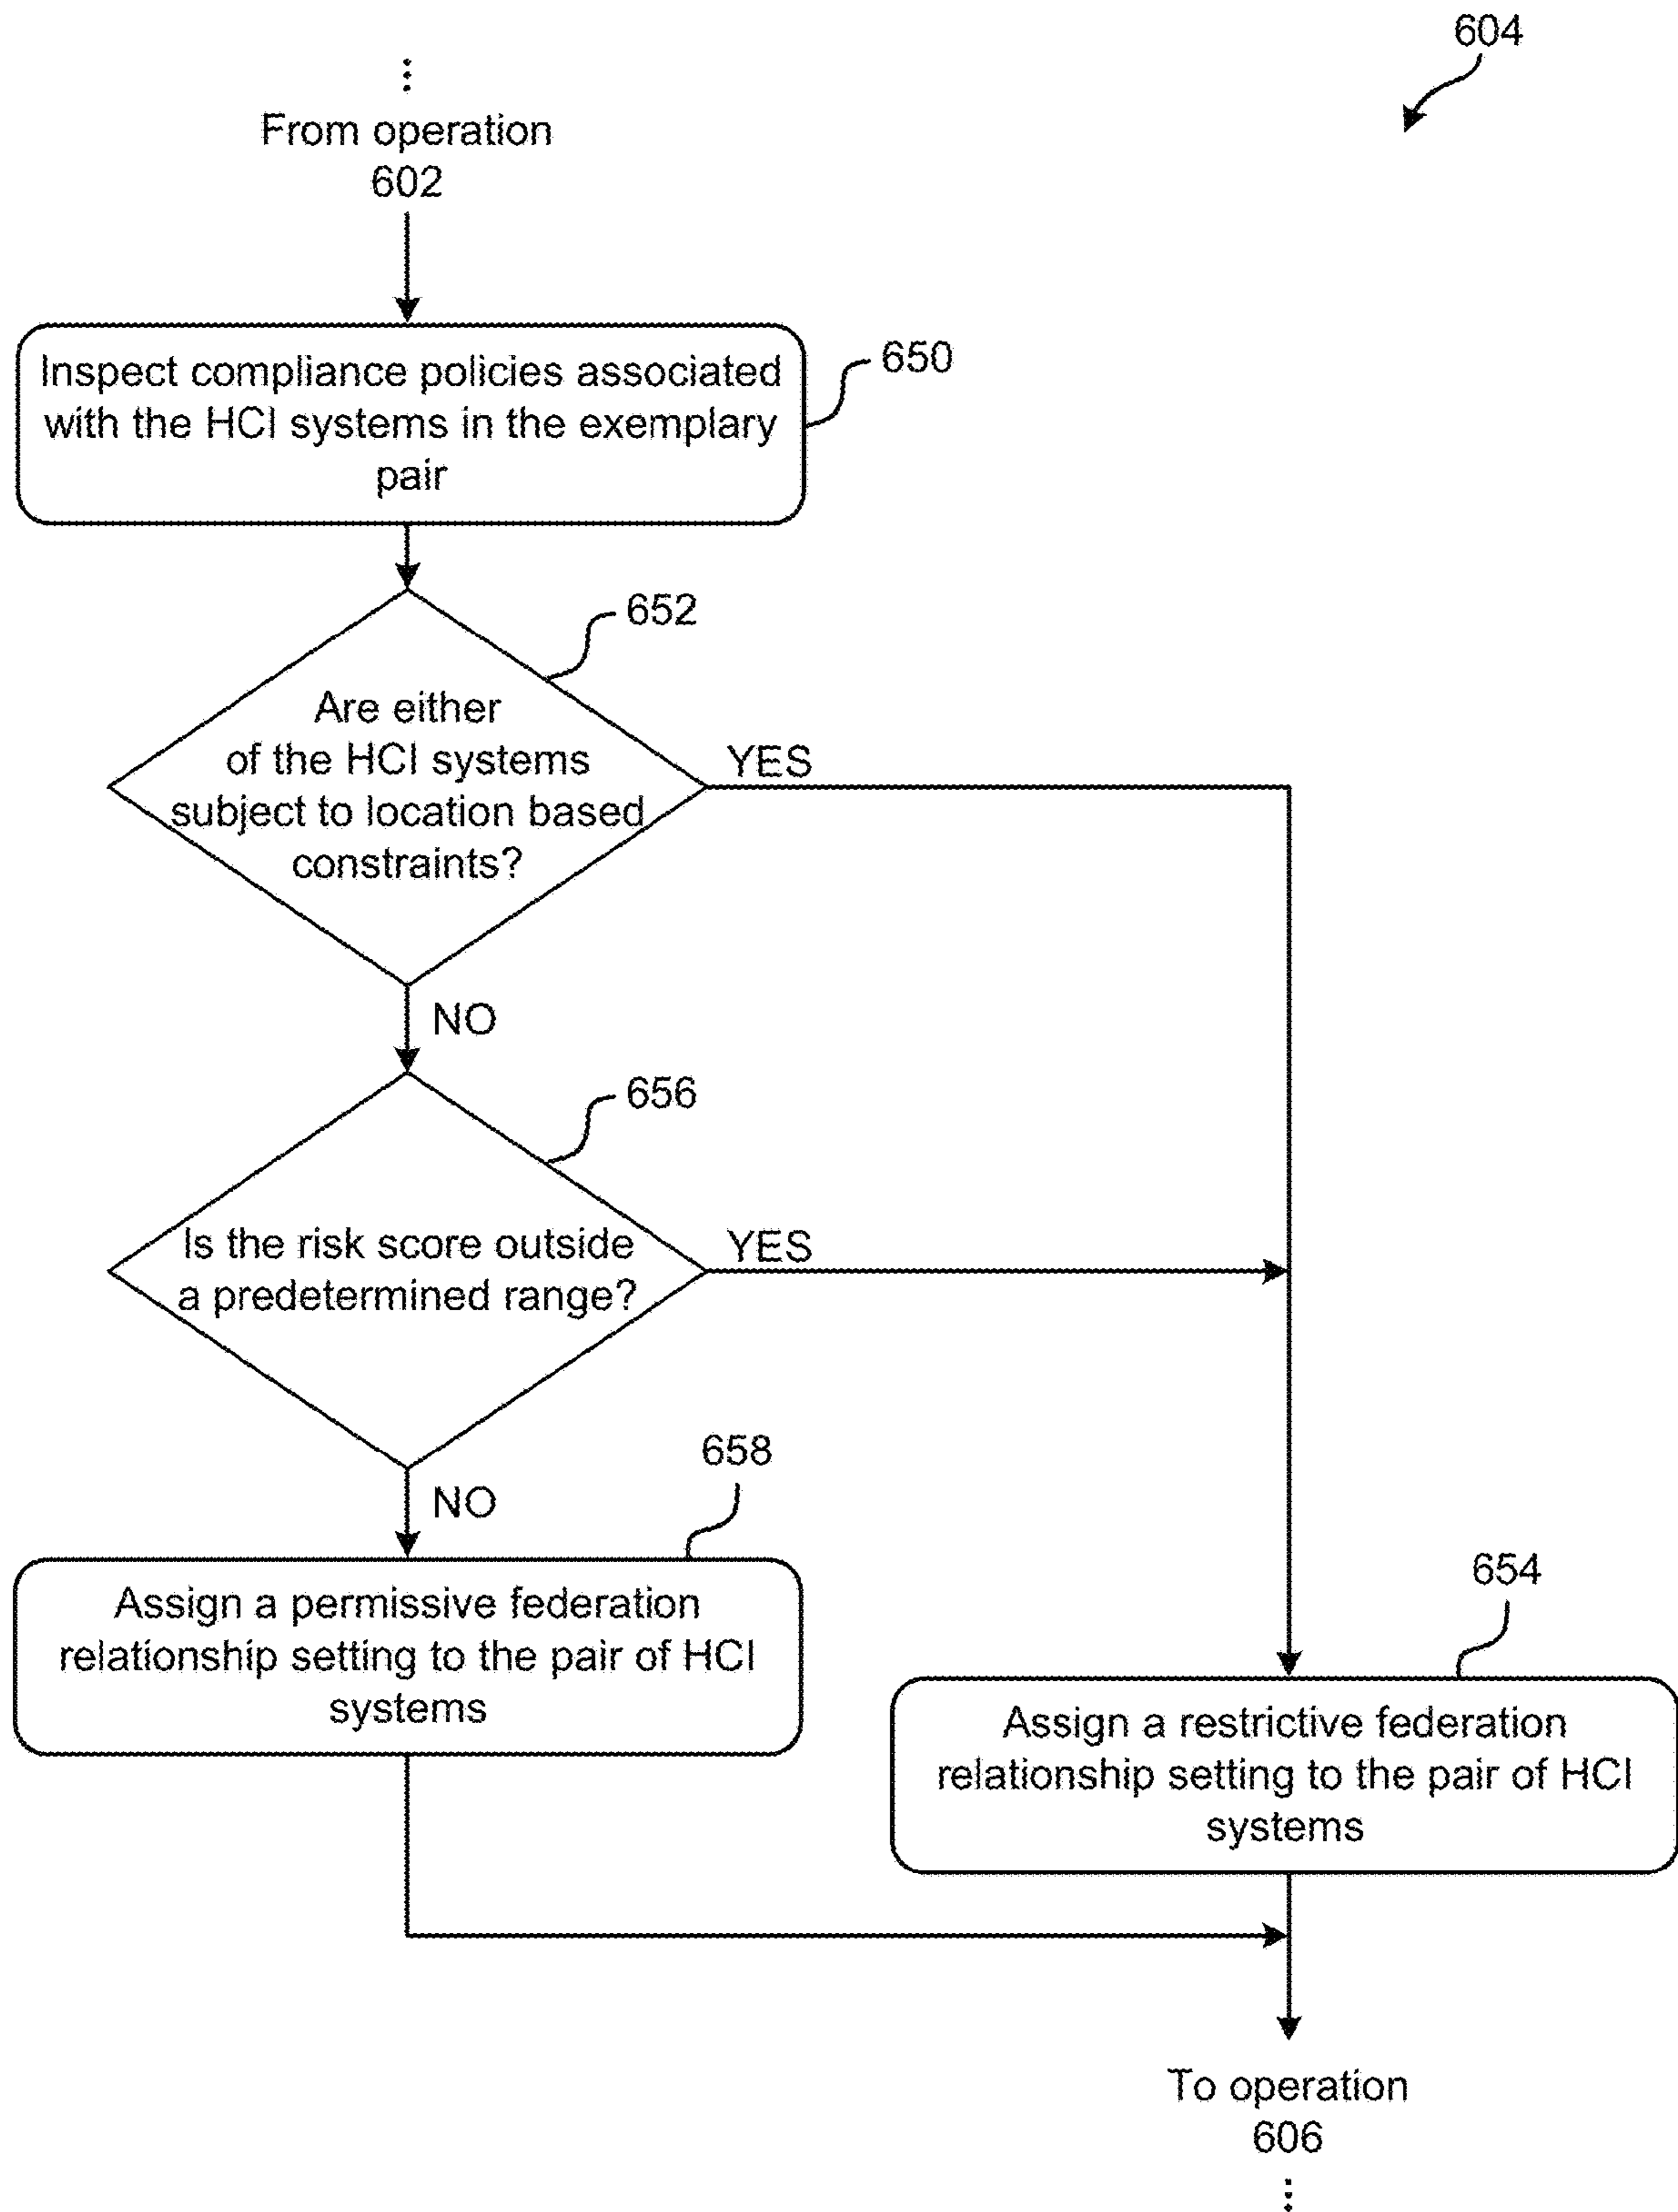 604
From operation
602
Inspect compliance policies associated
with the HCI systems in the exemplary
pair
650
652
Are either
of the HCI systems
subject to location based
constraints?
YES
NO
656
Is the risk score outside
a predetermined range?
YES
NO
658
Assign a permissive federation
relationship setting to the pair of HCI
systems
654
Assign a restrictive federation
relationship setting to the pair of HCI
systems
To operation
606